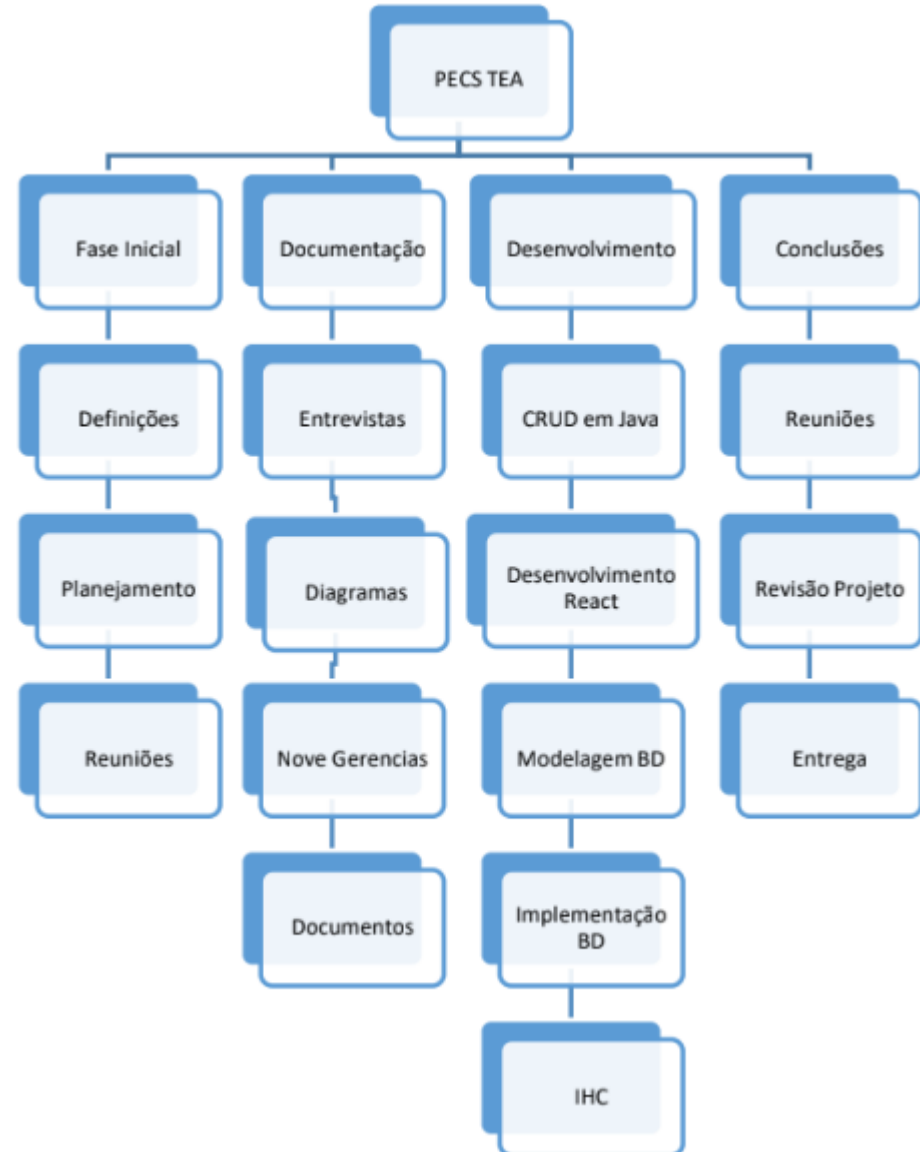 PECS TEA
Fase Inicial
Documentação
Desenvolvimento
Conclusões
Definições
Entrevistas
CRUD em Java
Reuniões
Planejamento
Diagramas
Desenvolvimento
React
Revisão Projeto
Reuniões
Nove Gerencias
Modelagem BD
Entrega
Documentos
Implementação
BD
IHC